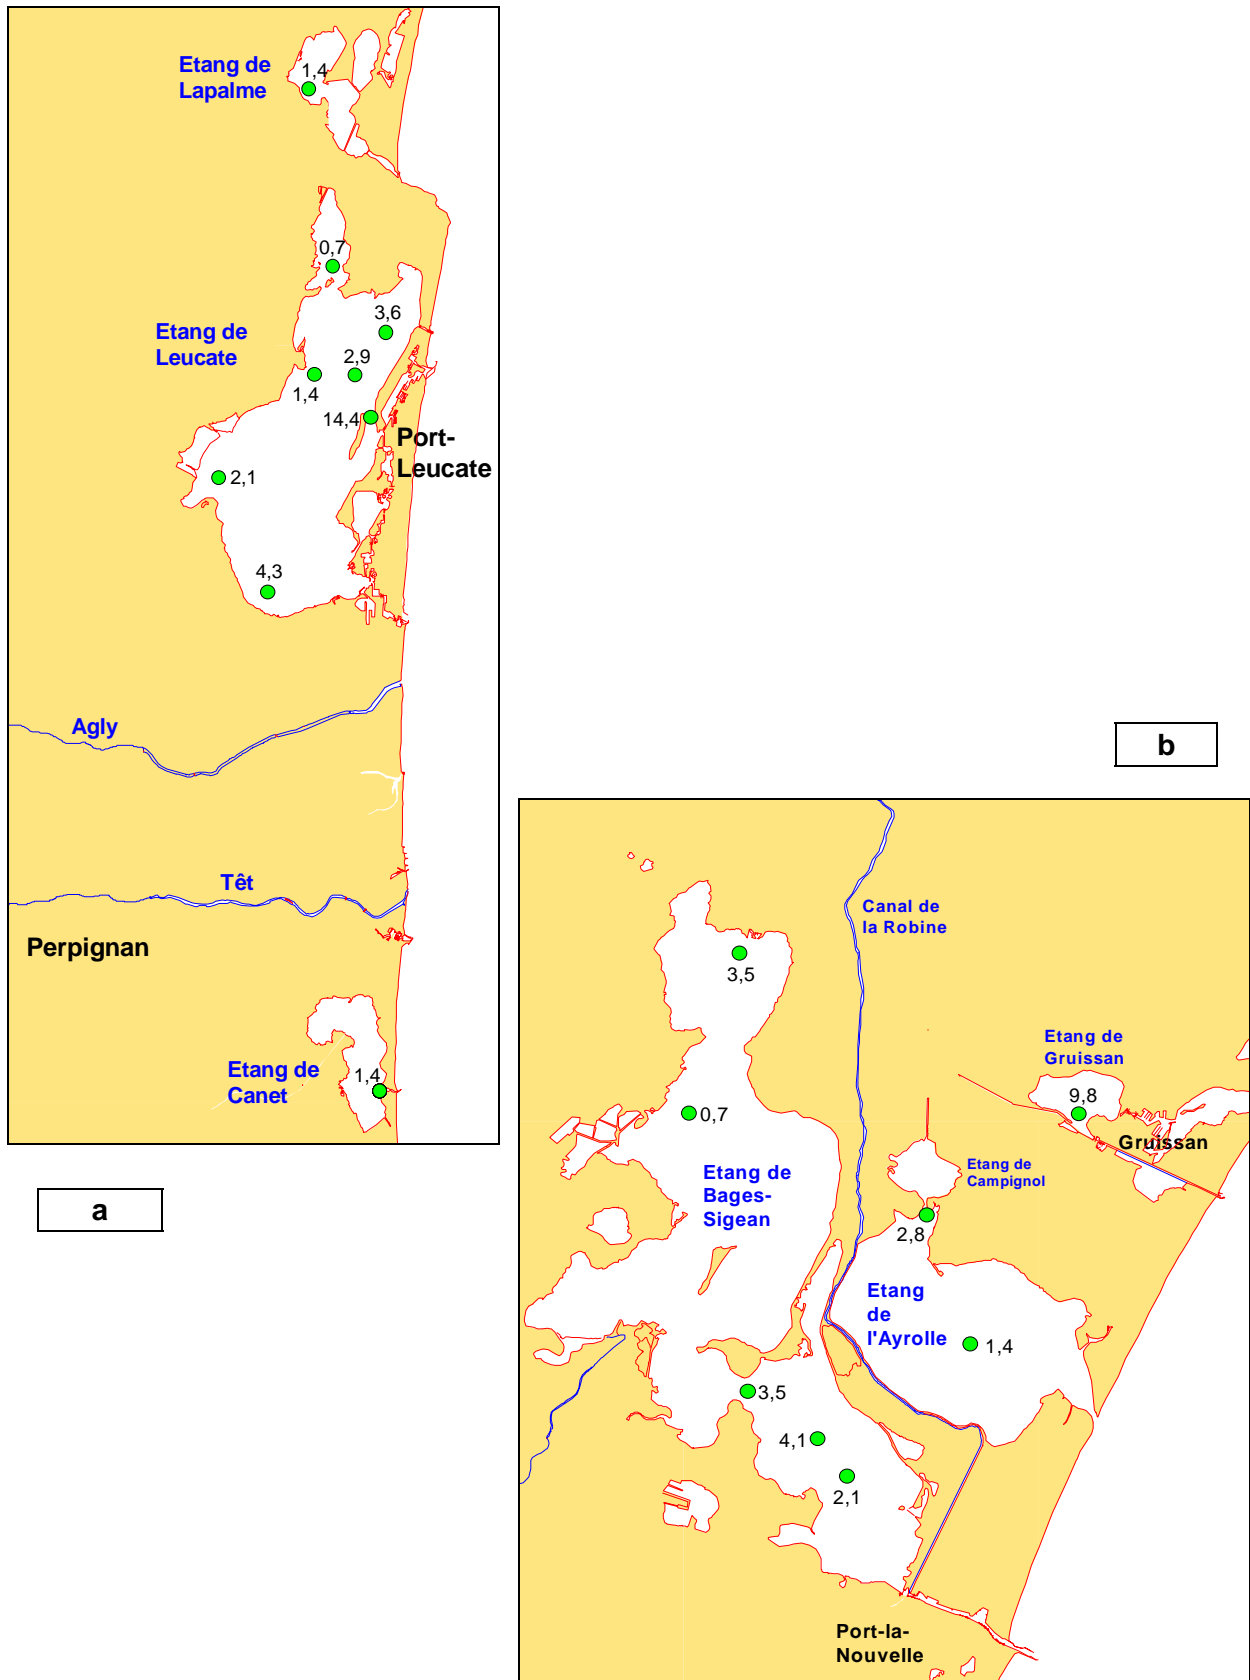 Etang de
Lapalme
1,4
0,7
3,6
Etang de
Leucate
2,9
1,4
14,4
Port-
Leucate
2,1
4,3
Agly
Têt
Perpignan
Etang de
Canet
1,4
a
b
Canal de
la Robine
3,5
Etang de
Gruissan
9,8
Gruissan
0,7
Etang de
Bages-
Sigean
Etang de
Campignol
2,8
Etang
de
l'Ayrolle
1,4
3,5
4,1
2,1
Port-la-
Nouvelle